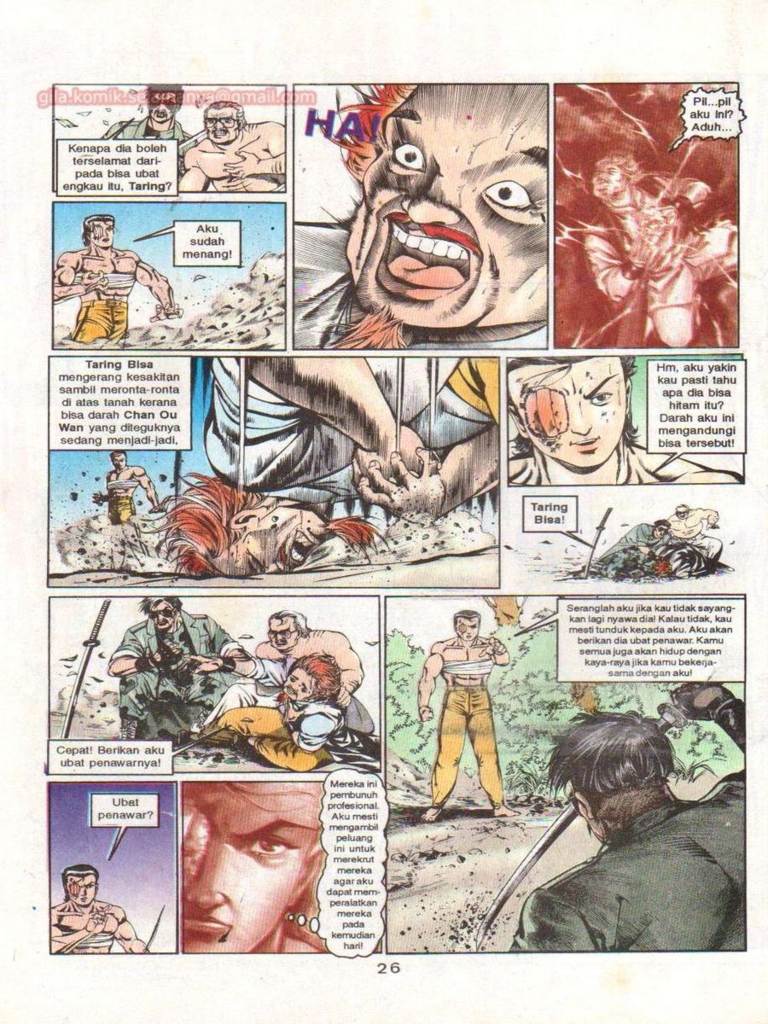 gila.komik.selamanya@gmail.com
Kenapa dia boleh
terselamat dari-
pada bisa ubat
engkau itu, Taring?
Aku
sudah
menang!
HA!
Pil...pil
aku ini?
Aduh...
Taring Bisa
mengerang kesakitan
sambil meronta-ronta
di atas tanah kerana
bisa darah Chan Ou
Wan yang diteguknya
sedang menjadi-jadi,
Hm, aku yakin
kau pasti tahu
apa dia bisa
hitam itu?
Darah aku ini
mengandungi
bisa tersebut!
Taring
Bisa!
Cepat! Berikan aku
ubat penawarnya!
Seranglah aku jika kau tidak sayang-
kan lagi nyawa dia! Kalau tidak, kau
mesti tunduk kepada aku. Aku akan
berikan dia ubat penawar. Kamu
semua juga akan hidup dengan
kaya-raya jika kamu bekerja-
sama dengan aku!
Ubat
penawar?
Mereka ini
pembunuh
profesional.
Aku mesti
mengambil
peluang
ini untuk
merekrut
mereka
agar aku
dapat mem-
peralatkan
mereka
pada
kemudian
hari!
26